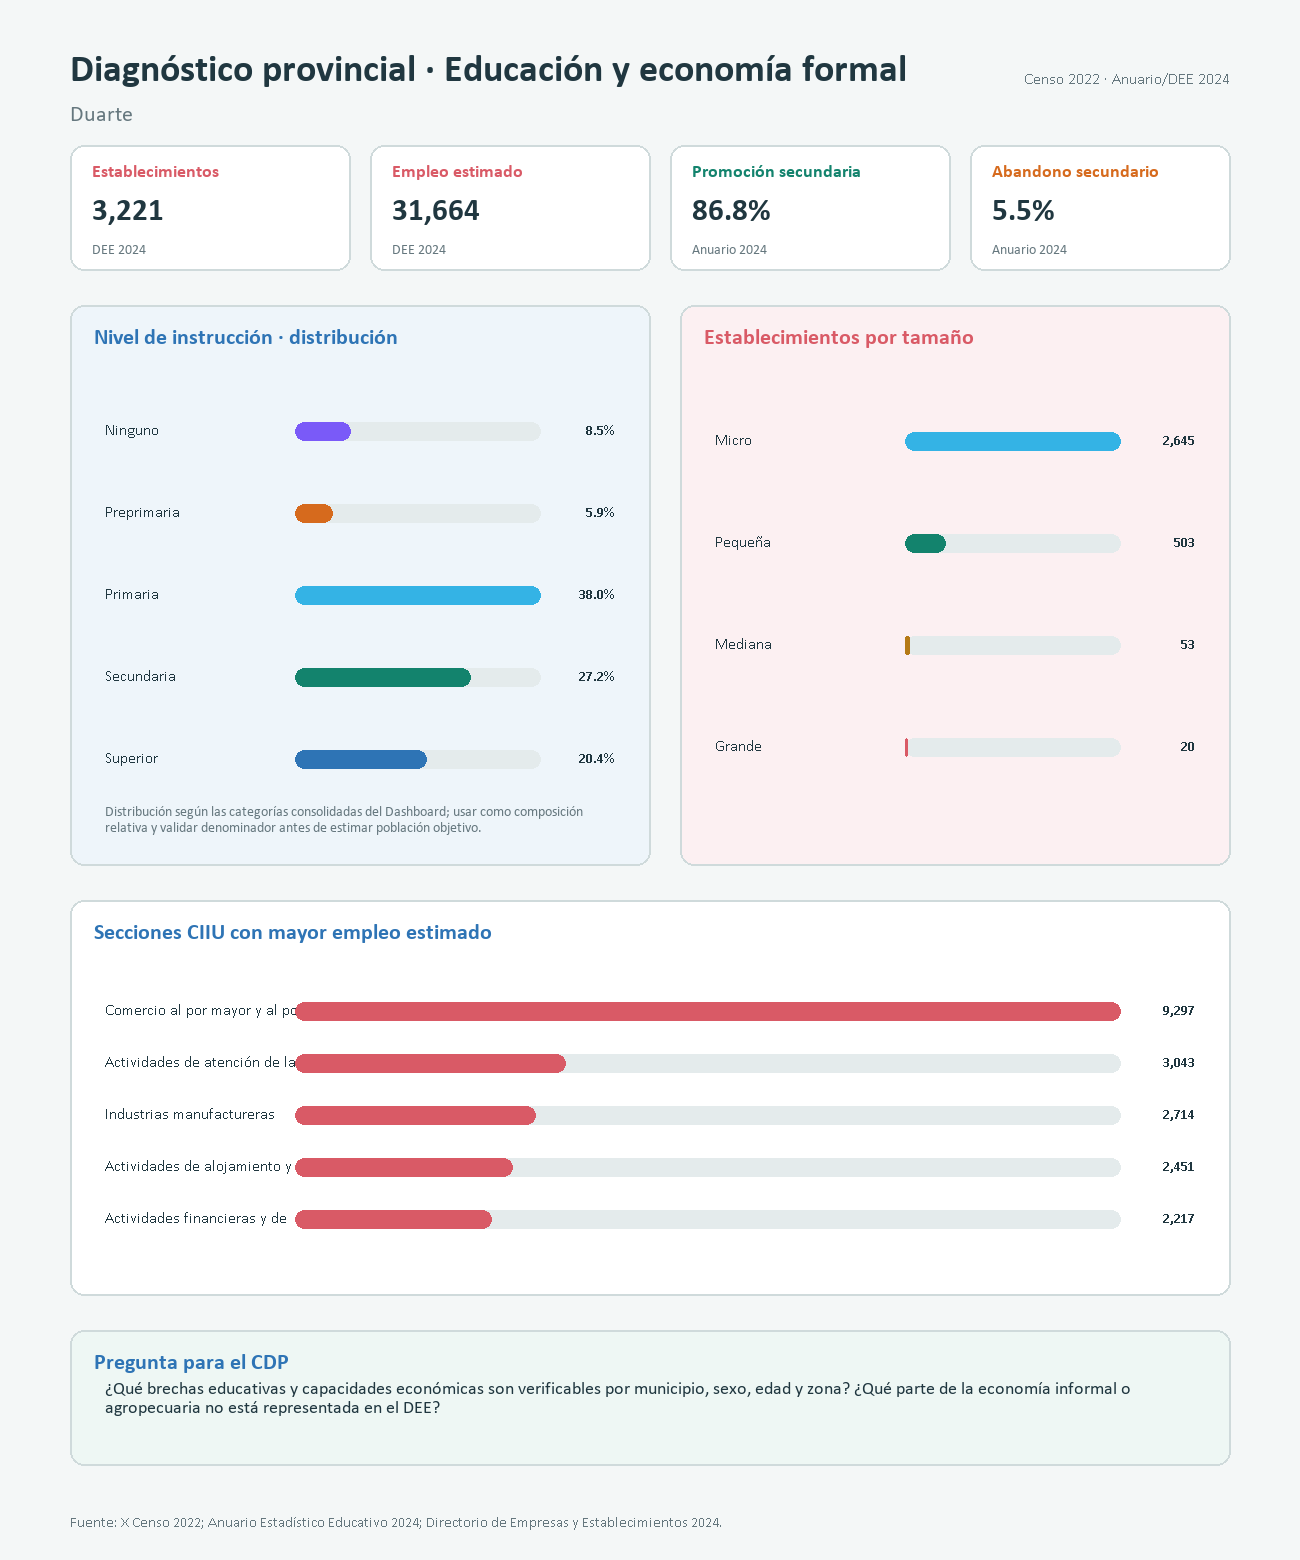 Diagnóstico provincial · Educación y economía formal
Censo 2022 · Anuario/DEE 2024
Duarte
Establecimientos
3,221
DEE 2024
Empleo estimado
31,664
DEE 2024
Promoción secundaria
86.8%
Anuario 2024
Abandono secundario
5.5%
Anuario 2024
Nivel de instrucción · distribución
Ninguno 8.5%
Preprimaria 5.9%
Primaria 38.0%
Secundaria 27.2%
Superior 20.4%
Distribución según las categorías consolidadas del Dashboard; usar como composición
relativa y validar denominador antes de estimar población objetivo.
Establecimientos por tamaño
Micro 2,645
Pequeña 503
Mediana 53
Grande 20
Secciones CIIU con mayor empleo estimado
Comercio al por mayor y al po 9,297
Actividades de atención de la 3,043
Industrias manufactureras 2,714
Actividades de alojamiento y 2,451
Actividades financieras y de 2,217
Pregunta para el CDP
¿Qué brechas educativas y capacidades económicas son verificables por municipio, sexo, edad y zona? ¿Qué parte de la economía informal o
agropecuaria no está representada en el DEE?
Fuente: X Censo 2022; Anuario Estadístico Educativo 2024; Directorio de Empresas y Establecimientos 2024.